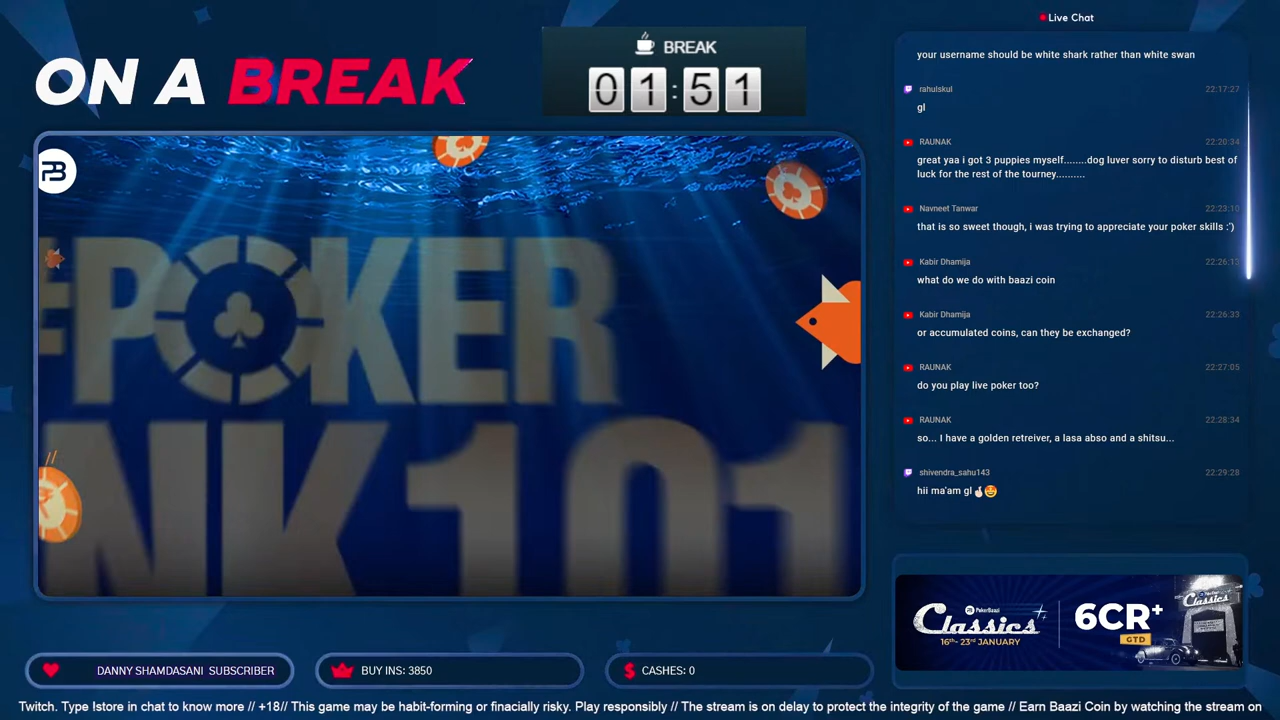 ON A BREAK
BREAK
01:51
Live Chat
your username should be white shark rather than white swan
rahulskul 22:17:27
gl
RAUNAK 22:20:34
great yaa i got 3 puppies myself........dog luver sorry to disturb best of
luck for the rest of the tourney..........
Navneet Tanwar 22:23:10
that is so sweet though, i was trying to appreciate your poker skills :')
Kabir Dhamija 22:26:13
what do we do with baazi coin
Kabir Dhamija 22:26:33
or accumulated coins, can they be exchanged?
RAUNAK 22:27:05
do you play live poker too?
RAUNAK 22:28:34
so... I have a golden retreiver, a lasa abso and a shitsu...
shivendra_sahu143 22:29:28
hii ma'am gl🤞🏻🤩
PB
#POKER
NK101
PokerBaazi
Classics
16th- 23rd JANUARY
6CR+
GTD
Classics
DANNY SHAMDASANI SUBSCRIBER
BUY INS: 3850
CASHES: 0
Twitch. Type !store in chat to know more // +18// This game may be habit-forming or finacially risky. Play responsibly // The stream is on delay to protect the integrity of the game // Earn Baazi Coin by watching the stream on